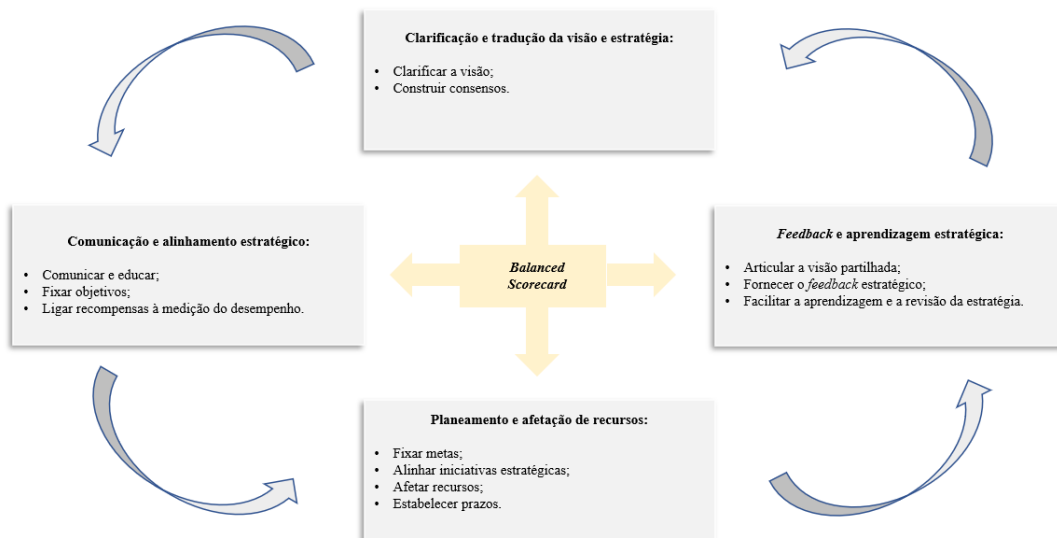 Clarificação e tradução da visão e estratégia:
• Clarificar a visão;
• Construir consensos.
Comunicação e alinhamento estratégico:
• Comunicar e educar;
• Fixar objetivos;
• Ligar recompensas à medição do desempenho.
Balanced
Scorecard
Feedback e aprendizagem estratégica:
• Articular a visão partilhada;
• Fornecer o feedback estratégico;
• Facilitar a aprendizagem e a revisão da estratégia.
Planeamento e afetação de recursos:
• Fixar metas;
• Alinhar iniciativas estratégicas;
• Afetar recursos;
• Estabelecer prazos.